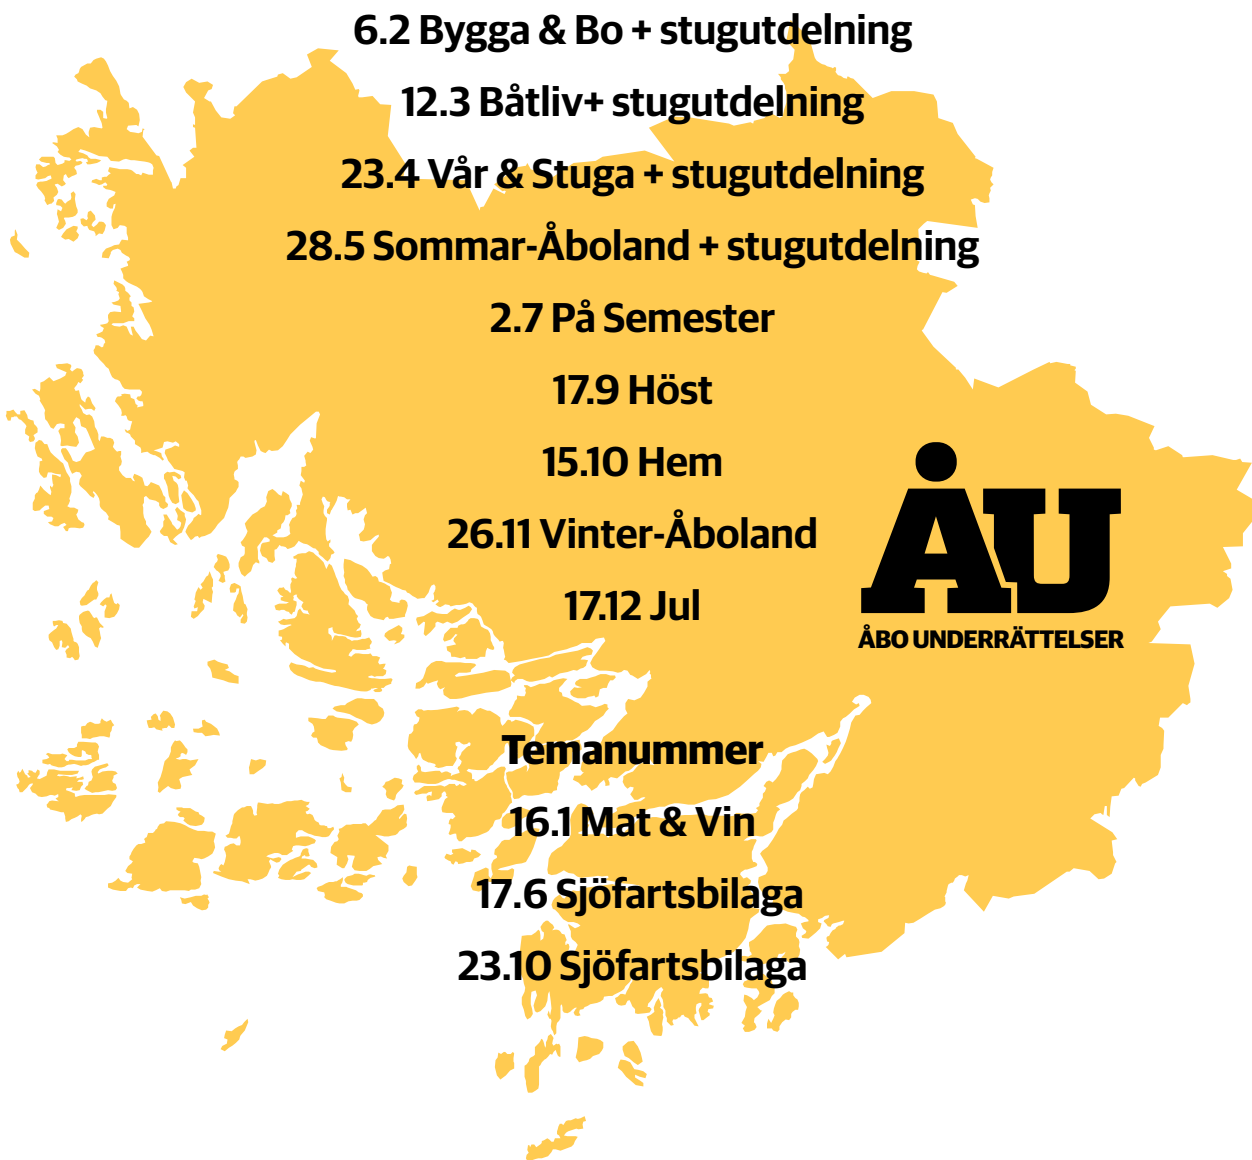 6.2 Bygga & Bo + stugutdelning
12.3 Båtliv+ stugutdelning
23.4 Vår & Stuga + stugutdelning
28.5 Sommar-Åboland + stugutdelning
2.7 På Semester
17.9 Höst
15.10 Hem
26.11 Vinter-Åboland
17.12 Jul
ÅU
ÅBO UNDERRÄTTELSER
Temanummer
16.1 Mat & Vin
17.6 Sjöfartsbilaga
23.10 Sjöfartsbilaga